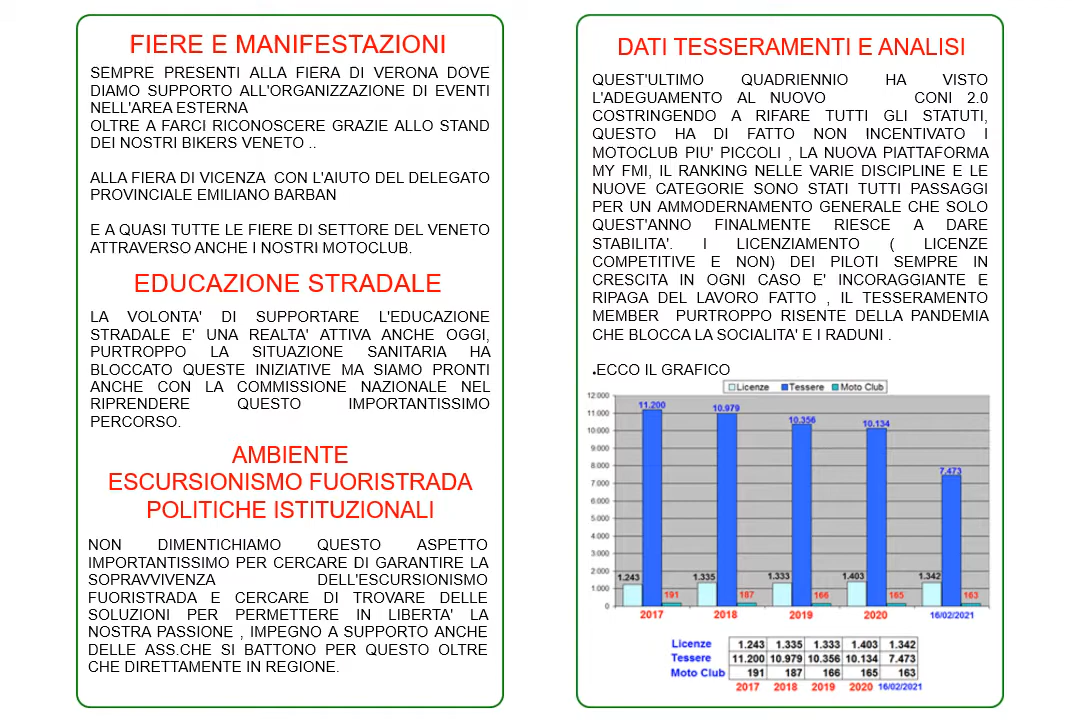 FIERE E MANIFESTAZIONI
SEMPRE PRESENTI ALLA FIERA DI VERONA DOVE
DIAMO SUPPORTO ALL'ORGANIZZAZIONE DI EVENTI
NELL'AREA ESTERNA
OLTRE A FARCI RICONOSCERE GRAZIE ALLO STAND
DEI NOSTRI BIKERS VENETO ..
ALLA FIERA DI VICENZA CON L'AIUTO DEL DELEGATO
PROVINCIALE EMILIANO BARBAN
E A QUASI TUTTE LE FIERE DI SETTORE DEL VENETO
ATTRAVERSO ANCHE I NOSTRI MOTOCLUB.
EDUCAZIONE STRADALE
LA VOLONTA' DI SUPPORTARE L'EDUCAZIONE
STRADALE E' UNA REALTA' ATTIVA ANCHE OGGI,
PURTROPPO LA SITUAZIONE SANITARIA HA
BLOCCATO QUESTE INIZIATIVE MA SIAMO PRONTI
ANCHE CON LA COMMISSIONE NAZIONALE NEL
RIPRENDERE QUESTO IMPORTANTISSIMO
PERCORSO.
AMBIENTE
ESCURSIONISMO FUORISTRADA
POLITICHE ISTITUZIONALI
NON DIMENTICHIAMO QUESTO ASPETTO
IMPORTANTISSIMO PER CERCARE DI GARANTIRE LA
SOPRAVVIVENZA DELL'ESCURSIONISMO
FUORISTRADA E CERCARE DI TROVARE DELLE
SOLUZIONI PER PERMETTERE IN LIBERTA' LA
NOSTRA PASSIONE , IMPEGNO A SUPPORTO ANCHE
DELLE ASS.CHE SI BATTONO PER QUESTO OLTRE
CHE DIRETTAMENTE IN REGIONE.
DATI TESSERAMENTI E ANALISI
QUEST'ULTIMO QUADRIENNIO HA VISTO
L'ADEGUAMENTO AL NUOVO CONI 2.0
COSTRINGENDO A RIFARE TUTTI GLI STATUTI,
QUESTO HA DI FATTO NON INCENTIVATO I
MOTOCLUB PIU' PICCOLI , LA NUOVA PIATTAFORMA
MY FMI, IL RANKING NELLE VARIE DISCIPLINE E LE
NUOVE CATEGORIE SONO STATI TUTTI PASSAGGI
PER UN AMMODERNAMENTO GENERALE CHE SOLO
QUEST'ANNO FINALMENTE RIESCE A DARE
STABILITA'. I LICENZIAMENTO ( LICENZE
COMPETITIVE E NON) DEI PILOTI SEMPRE IN
CRESCITA IN OGNI CASO E' INCORAGGIANTE E
RIPAGA DEL LAVORO FATTO , IL TESSERAMENTO
MEMBER PURTROPPO RISENTE DELLA PANDEMIA
CHE BLOCCA LA SOCIALITA' E I RADUNI .
.ECCO IL GRAFICO
Licenze Tessere Moto Club
12.000
11.000
10.000
9.000
8.000
7.000
6.000
5.000
4.000
3.000
2.000
1.000
0
1.243 11.200 191
1.335 10.979 187
1.333 10.356 166
1.403 10.134 165
1.342 7.473 163
2017 2018 2019 2020 16/02/2021
Licenze 1.243 1.335 1.333 1.403 1.342
Tessere 11.200 10.979 10.356 10.134 7.473
Moto Club 191 187 166 165 163
2017 2018 2019 2020 16/02/2021